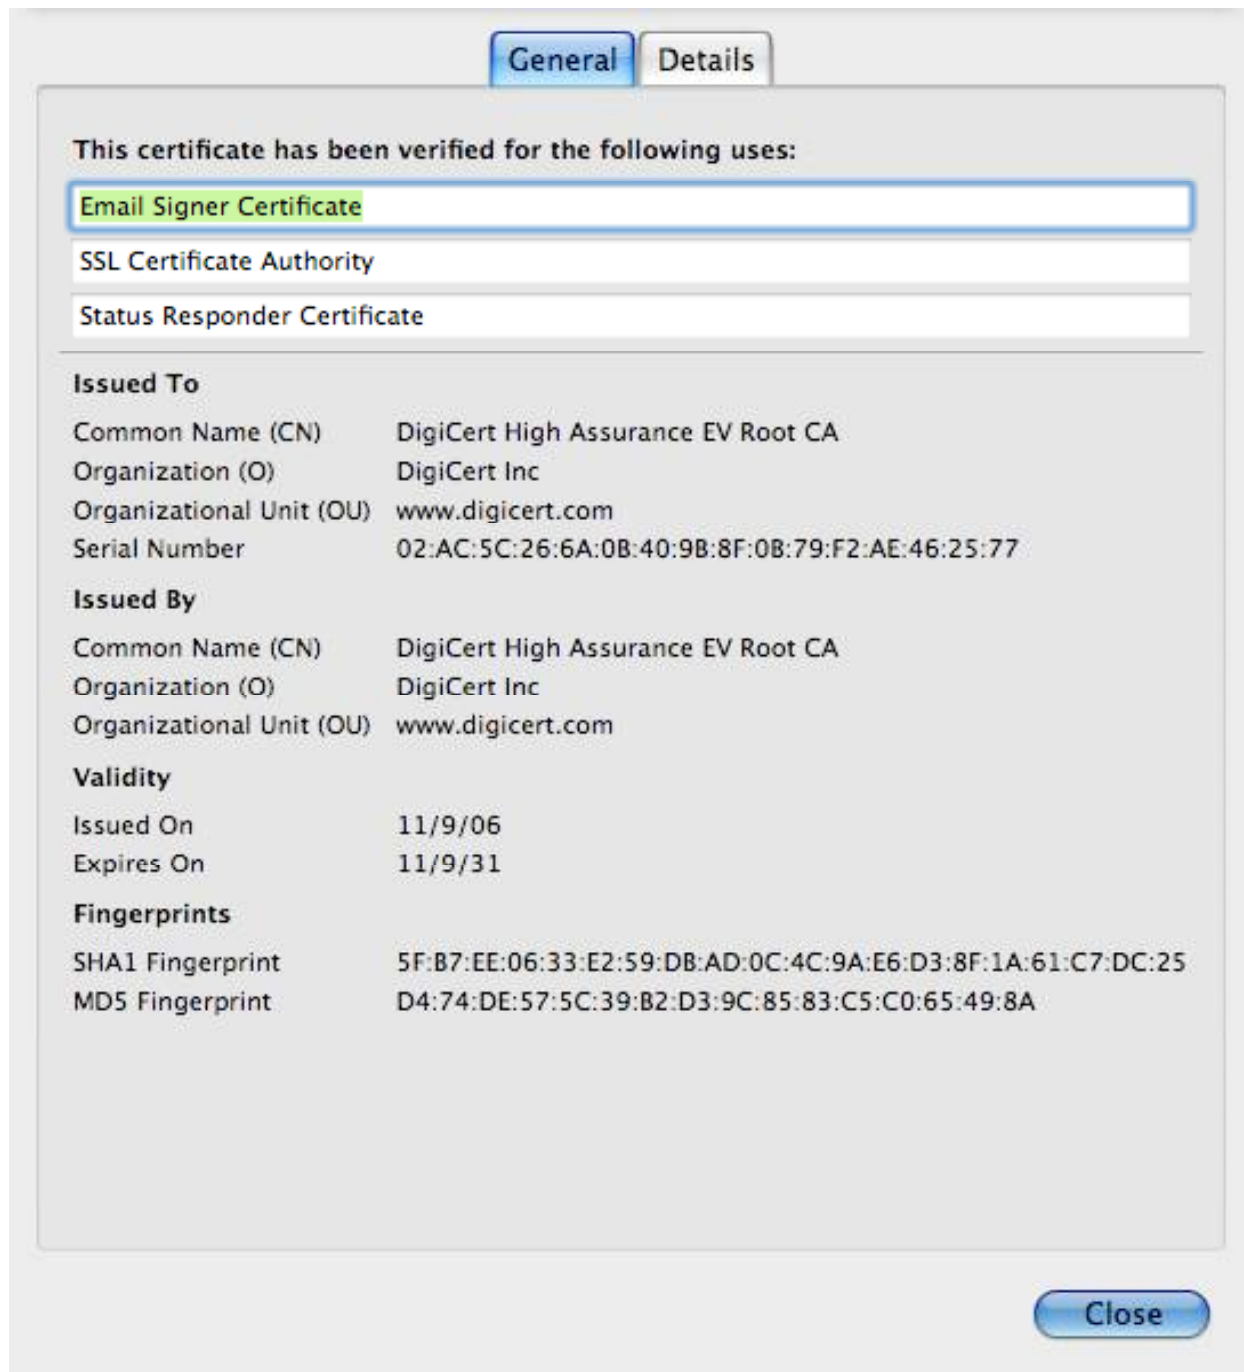 General Details
This certificate has been verified for the following uses:
Email Signer Certificate
SSL Certificate Authority
Status Responder Certificate
Issued To
Common Name (CN) DigiCert High Assurance EV Root CA
Organization (O) DigiCert Inc
Organizational Unit (OU) www.digicert.com
Serial Number 02:AC:5C:26:6A:0B:40:9B:8F:0B:79:F2:AE:46:25:77
Issued By
Common Name (CN) DigiCert High Assurance EV Root CA
Organization (O) DigiCert Inc
Organizational Unit (OU) www.digicert.com
Validity
Issued On 11/9/06
Expires On 11/9/31
Fingerprints
SHA1 Fingerprint 5F:B7:EE:06:33:E2:59:DB:AD:0C:4C:9A:E6:D3:8F:1A:61:C7:DC:25
MD5 Fingerprint D4:74:DE:57:5C:39:B2:D3:9C:85:83:C5:C0:65:49:8A
Close